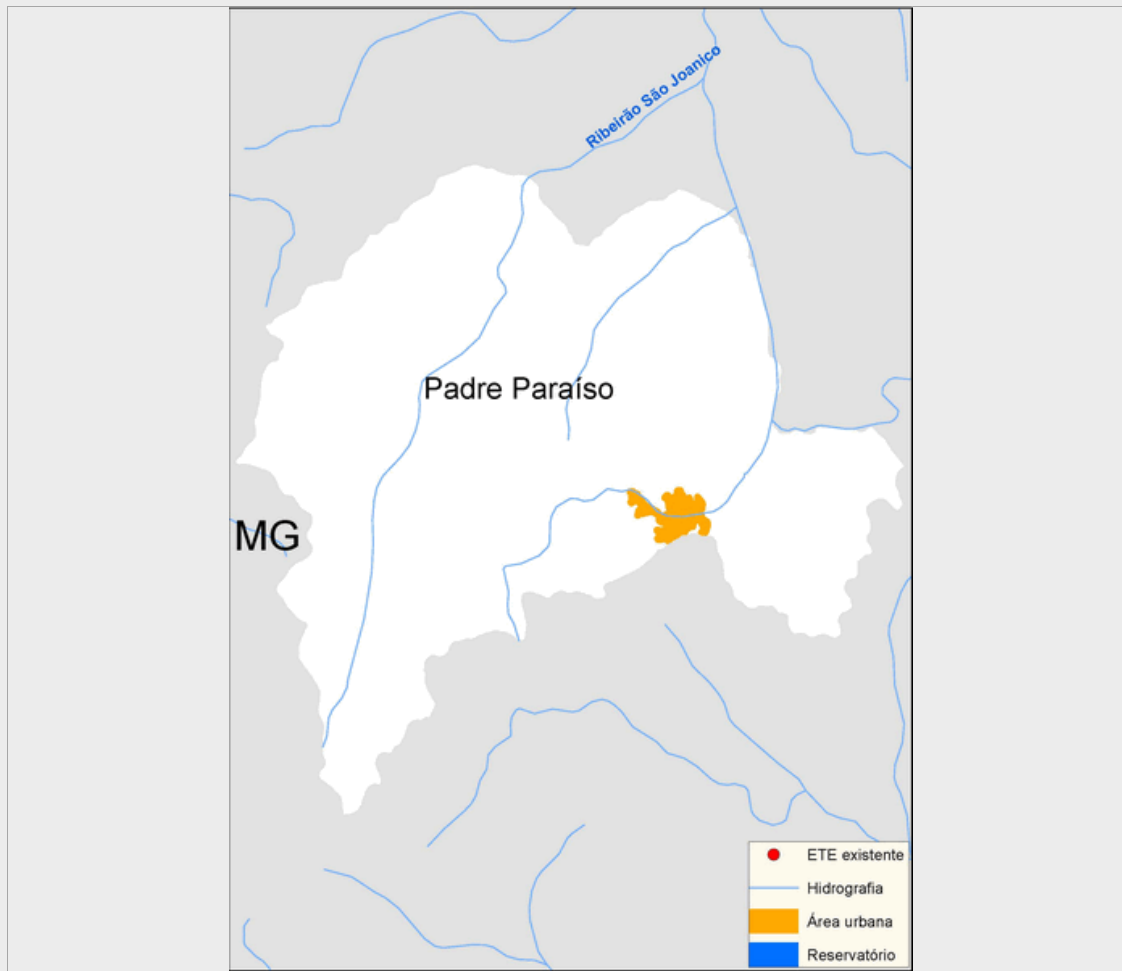 Ribeirão São Joanico
Padre Paraíso
MG
ETE existente
Hidrografia
Área urbana
Reservatório